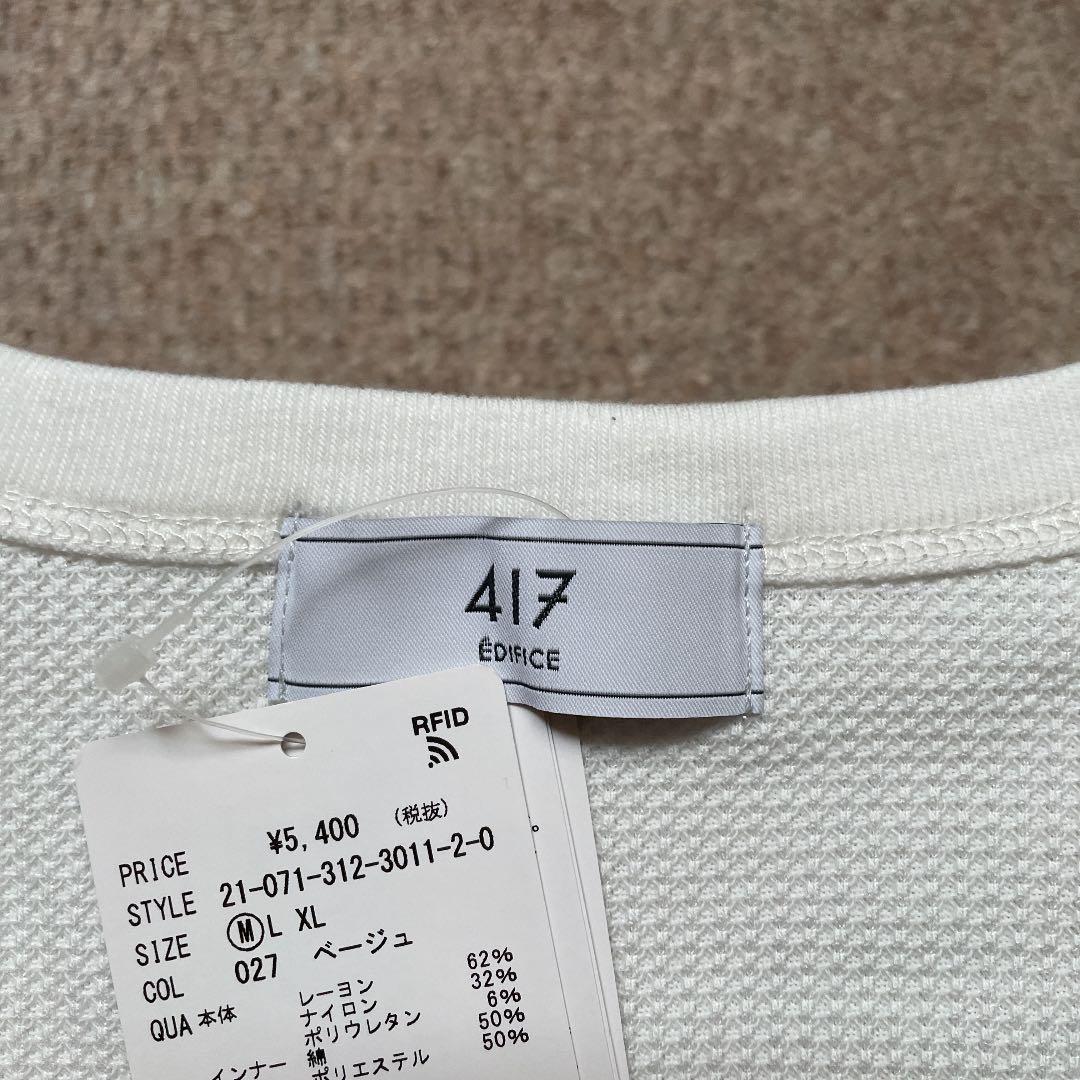 417
ÉDIFICE
RFID
PRICE ¥5,400 (税抜)
STYLE 21-071-312-3011-2-0
SIZE M L XL
COL 027 ベージュ
QUA 本体 レーヨン 62%
ナイロン 32%
ポリウレタン 6%
インナー 綿 50%
ポリエステル 50%
。